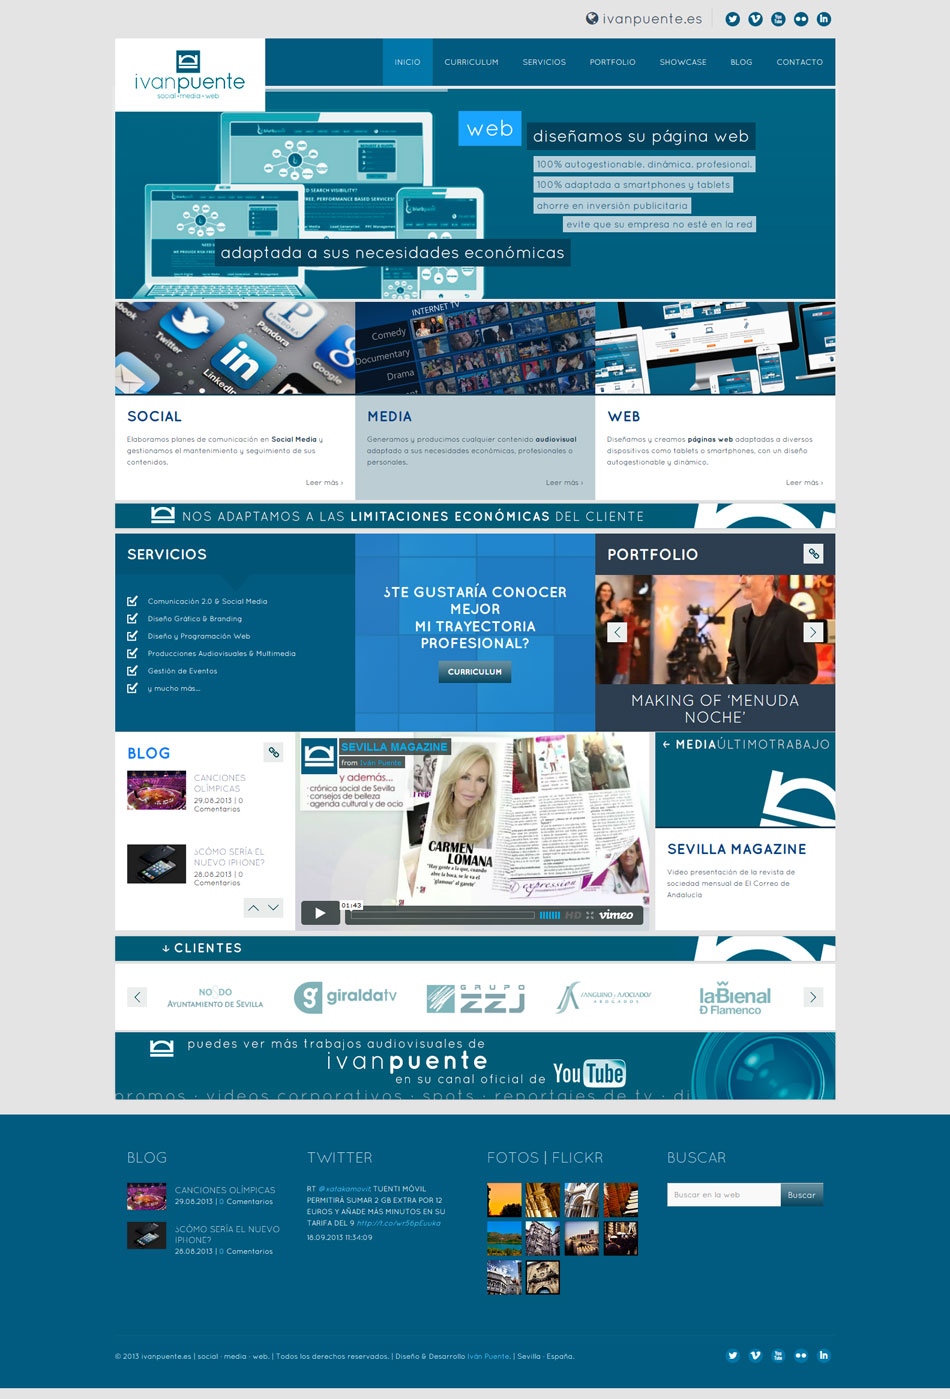 ivanpuente.es
ivanpuente
social • media • web
INICIO CURRICULUM SERVICIOS PORTFOLIO SHOWCASE BLOG CONTACTO
web diseñamos su página web
100% autogestionable, dinámica, profesional.
100% adaptada a smartphones y tablets
ahorre en inversión publicitaria
evite que su empresa no esté en la red
adaptada a sus necesidades económicas
Twitter
LinkedIn
Pandora
Google
INTERNET TV
Comedy
Documentary
Drama
SOCIAL
Elaboramos planes de comunicación en Social Media y
gestionamos el mantenimiento y seguimiento de sus
contenidos.
Leer más ›
MEDIA
Generamos y producimos cualquier contenido audiovisual
adaptado a sus necesidades económicas, profesionales o
personales.
Leer más ›
WEB
Diseñamos y creamos páginas web adaptadas a diversos
dispositivos como tablets o smartphones, con un diseño
autogestionable y dinámico.
Leer más ›
NOS ADAPTAMOS A LAS LIMITACIONES ECONÓMICAS DEL CLIENTE
SERVICIOS
Comunicación 2.0 & Social Media
Diseño Gráfico & Branding
Diseño y Programación Web
Producciones Audiovisuales & Multimedia
Gestión de Eventos
y mucho más...
¿TE GUSTARÍA CONOCER
MEJOR
MI TRAYECTORIA
PROFESIONAL?
CURRICULUM
PORTFOLIO
MAKING OF ‘MENUDA
NOCHE’
BLOG
CANCIONES
OLÍMPICAS
29.08.2013 | 0
Comentarios
¿CÓMO SERÍA EL
NUEVO IPHONE?
28.08.2013 | 0
Comentarios
SEVILLA MAGAZINE
from Iván Puente
y además...
crónica social de Sevilla
consejos de belleza
agenda cultural y de ocio
CARMEN
LOMANA
expresión
01:43
HD vimeo
← MEDIAÚLTIMOTRABAJO
SEVILLA MAGAZINE
Video presentación de la revista de
sociedad mensual de El Correo de
Andalucía
↓ CLIENTES
NO8DO
AYUNTAMIENTO DE SEVILLA
giraldatv
GRUPO
ZZJ
SANGUINO & ASOCIADOS
ABOGADOS
laBienal
D Flamenco
puedes ver más trabajos audiovisuales de
ivanpuente
en su canal oficial de YouTube
promos · videos corporativos · spots · reportajes de tv · di
BLOG
CANCIONES OLÍMPICAS
29.08.2013 | 0 Comentarios
¿CÓMO SERÍA EL NUEVO
IPHONE?
28.08.2013 | 0 Comentarios
TWITTER
RT @xatakamovil: TUENTI MÓVIL
PERMITIRÁ SUMAR 2 GB EXTRA POR 12
EUROS Y AÑADE MÁS MINUTOS EN SU
TARIFA DEL 9 http://t.co/wr56pEuuka
18.09.2013 11:34:09
FOTOS | FLICKR
BUSCAR
Buscar en la web Buscar
© 2013 ivanpuente.es | social · media · web. | Todos los derechos reservados. | Diseño & Desarrollo Iván Puente. | Sevilla · España.